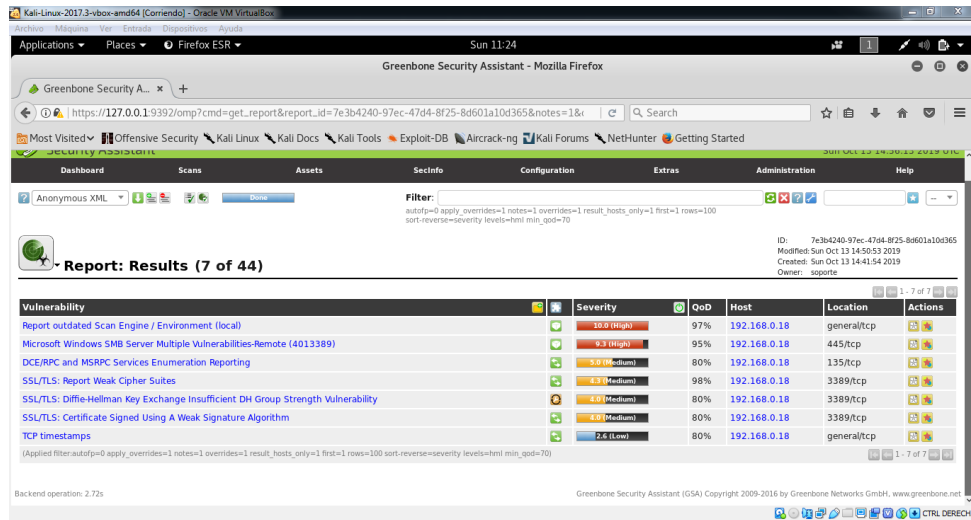 Kali-Linux-2017.3-vbox-amd64 [Corriendo] - Oracle VM VirtualBox
Archivo Máquina Ver Entrada Dispositivos Ayuda
Applications Places Firefox ESR Sun 11:24 1
Greenbone Security Assistant - Mozilla Firefox
Greenbone Security A... × +
https://127.0.0.1:9392/omp?cmd=get_report&report_id=7e3b4240-97ec-47d4-8f25-8d601a10d365&notes=1&c Search
Most Visited Offensive Security Kali Linux Kali Docs Kali Tools Exploit-DB Aircrack-ng Kali Forums NetHunter Getting Started
Security Assistant Sun Oct 13 14:56:13 2019 UTC
Dashboard Scans Assets SecInfo Configuration Extras Administration Help
Anonymous XML Done Filter: --
autofp=0 apply_overrides=1 notes=1 overrides=1 result_hosts_only=1 first=1 rows=100
sort-reverse=severity levels=hml min_qod=70
Report: Results (7 of 44)
ID: 7e3b4240-97ec-47d4-8f25-8d601a10d365
Modified: Sun Oct 13 14:50:53 2019
Created: Sun Oct 13 14:41:54 2019
Owner: soporte
1 - 7 of 7
Vulnerability Severity QoD Host Location Actions
Report outdated Scan Engine / Environment (local) 10.0 (High) 97% 192.168.0.18 general/tcp
Microsoft Windows SMB Server Multiple Vulnerabilities-Remote (4013389) 9.3 (High) 95% 192.168.0.18 445/tcp
DCE/RPC and MSRPC Services Enumeration Reporting 5.0 (Medium) 80% 192.168.0.18 135/tcp
SSL/TLS: Report Weak Cipher Suites 4.3 (Medium) 98% 192.168.0.18 3389/tcp
SSL/TLS: Diffie-Hellman Key Exchange Insufficient DH Group Strength Vulnerability 4.0 (Medium) 80% 192.168.0.18 3389/tcp
SSL/TLS: Certificate Signed Using A Weak Signature Algorithm 4.0 (Medium) 80% 192.168.0.18 3389/tcp
TCP timestamps 2.6 (Low) 80% 192.168.0.18 general/tcp
(Applied filter:autofp=0 apply_overrides=1 notes=1 overrides=1 result_hosts_only=1 first=1 rows=100 sort-reverse=severity levels=hml min_qod=70) 1 - 7 of 7
Backend operation: 2.72s Greenbone Security Assistant (GSA) Copyright 2009-2016 by Greenbone Networks GmbH, www.greenbone.net
CTRL DERECH